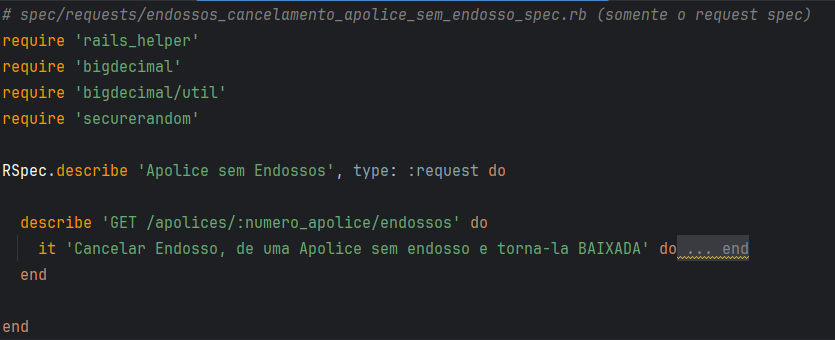 # spec/requests/endossos_cancelamento_apolice_sem_endosso_spec.rb (somente o request spec)
require 'rails_helper'
require 'bigdecimal'
require 'bigdecimal/util'
require 'securerandom'

RSpec.describe 'Apolice sem Endossos', type: :request do

  describe 'GET /apolices/:numero_apolice/endossos' do
    it 'Cancelar Endosso, de uma Apolice sem endosso e torna-la BAIXADA' do ... end
  end

end